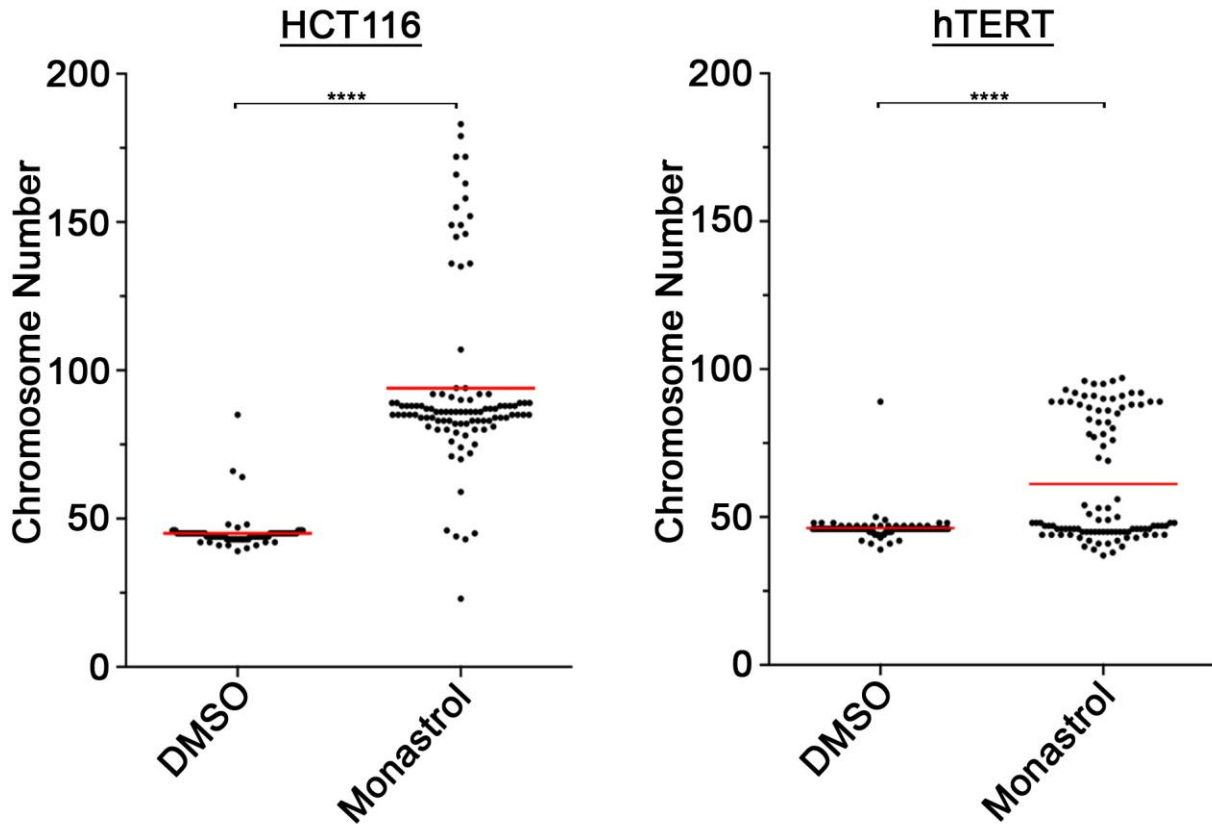 HCT116
200
****
150
100
50
0
Chromosome Number
DMSO
Monastrol
hTERT
200
****
150
100
50
0
Chromosome Number
DMSO
Monastrol